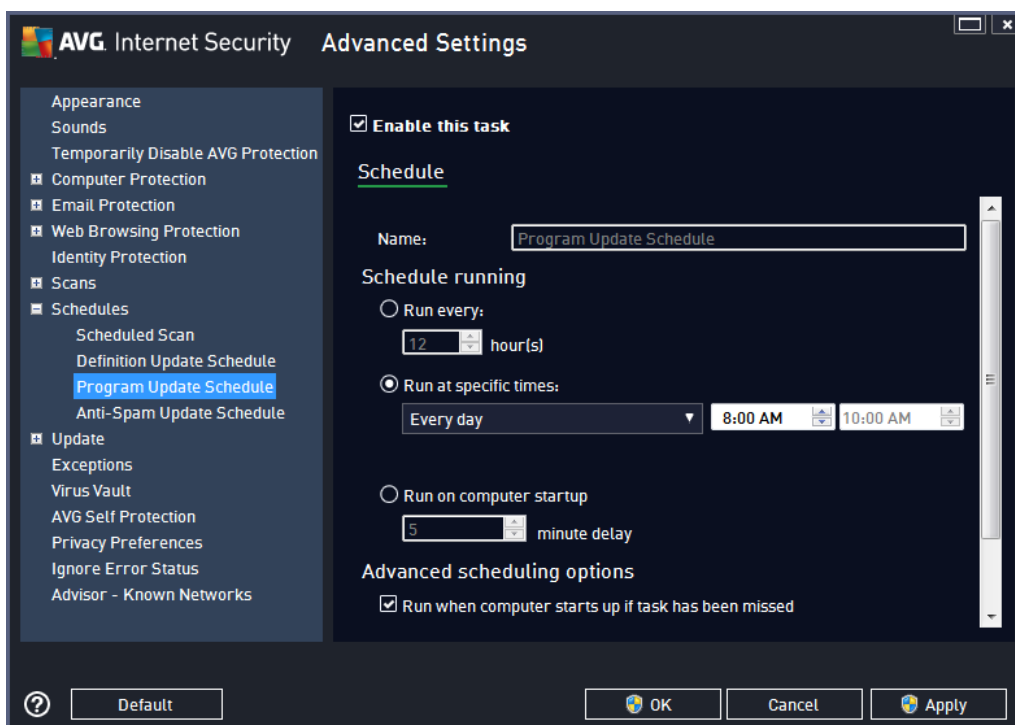 AVG. Internet Security Advanced Settings
Appearance
Sounds
Temporarily Disable AVG Protection
Computer Protection
Email Protection
Web Browsing Protection
Identity Protection
Scans
Schedules
Scheduled Scan
Definition Update Schedule
Program Update Schedule
Anti-Spam Update Schedule
Update
Exceptions
Virus Vault
AVG Self Protection
Privacy Preferences
Ignore Error Status
Advisor - Known Networks
Enable this task
Schedule
Name: Program Update Schedule
Schedule running
Run every:
12 hour(s)
Run at specific times:
Every day 8:00 AM 10:00 AM
Run on computer startup
5 minute delay
Advanced scheduling options
Run when computer starts up if task has been missed
? Default OK Cancel Apply